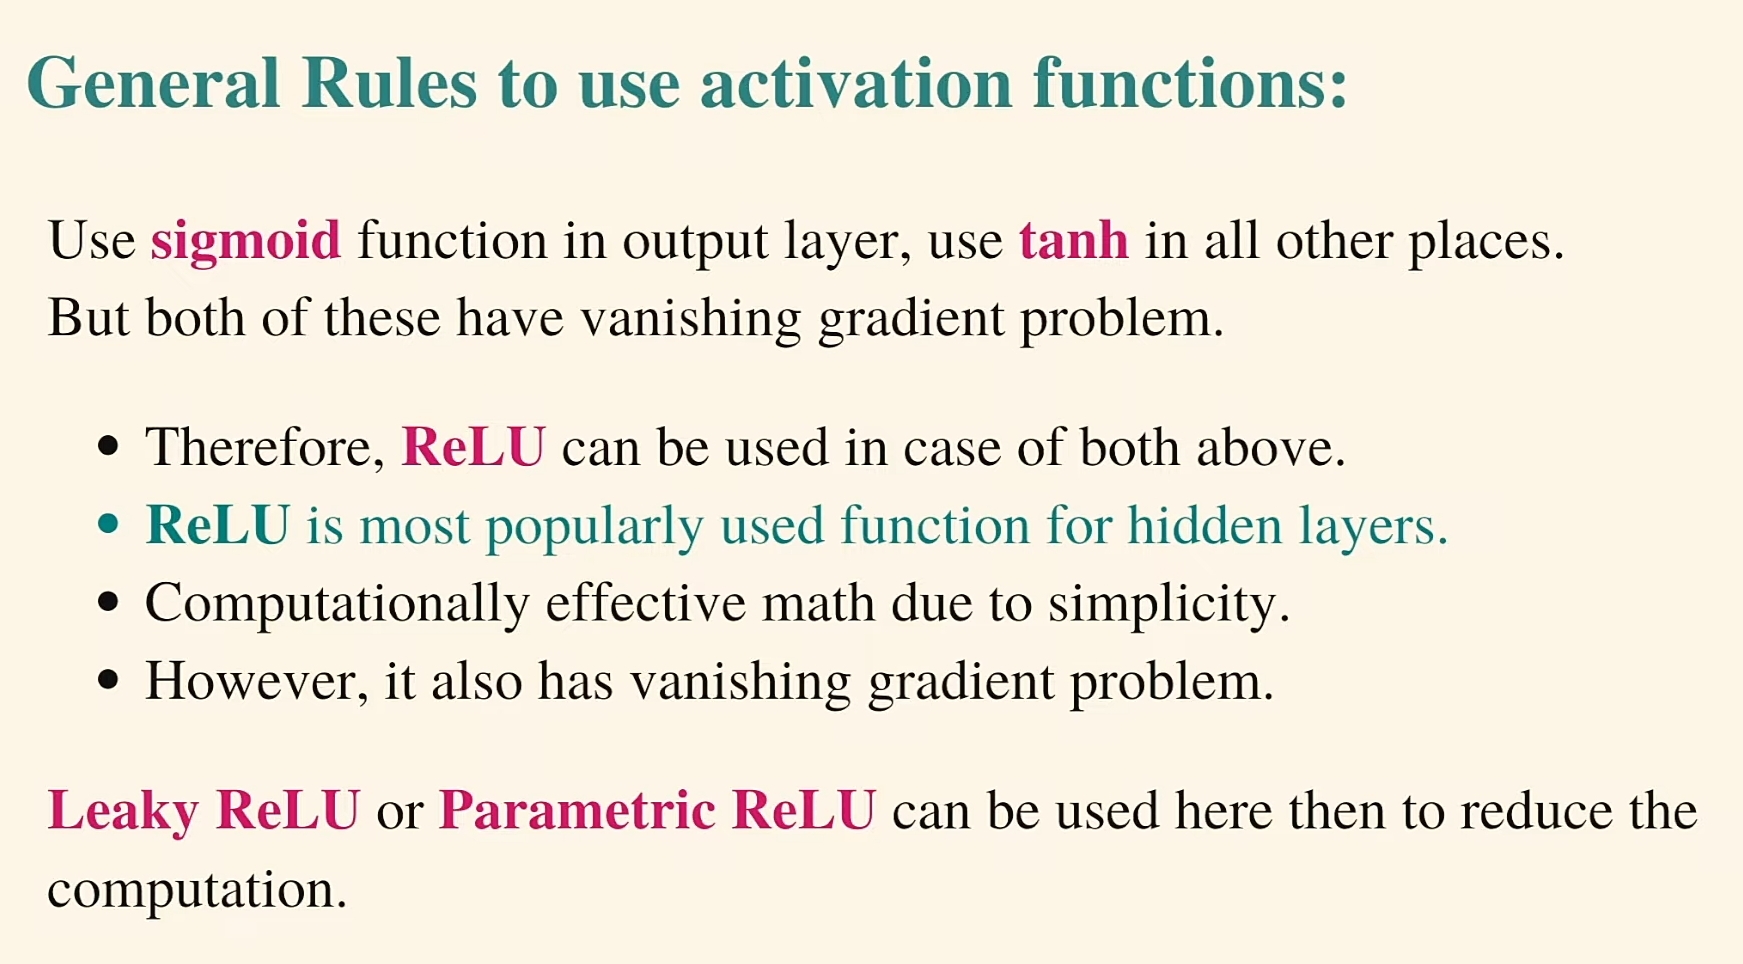 General Rules to use activation functions:
Use sigmoid function in output layer, use tanh in all other places.
But both of these have vanishing gradient problem.
• Therefore, ReLU can be used in case of both above.
• ReLU is most popularly used function for hidden layers.
• Computationally effective math due to simplicity.
• However, it also has vanishing gradient problem.
Leaky ReLU or Parametric ReLU can be used here then to reduce the
computation.